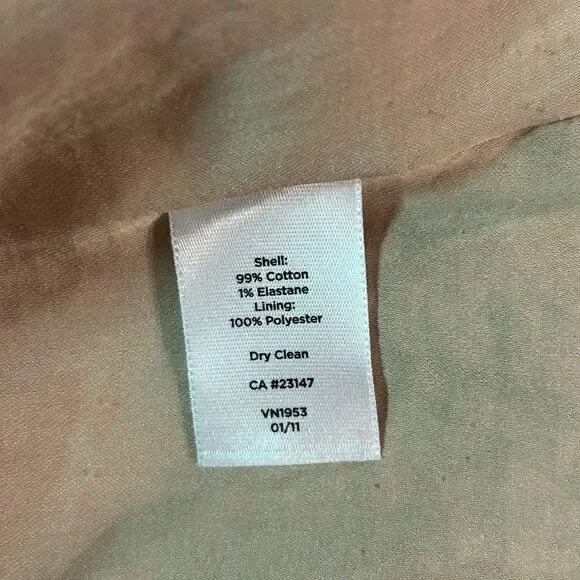 Shell:
99% Cotton
1% Elastane
Lining:
100% Polyester
Dry Clean
CA #23147
VN1953
01/11